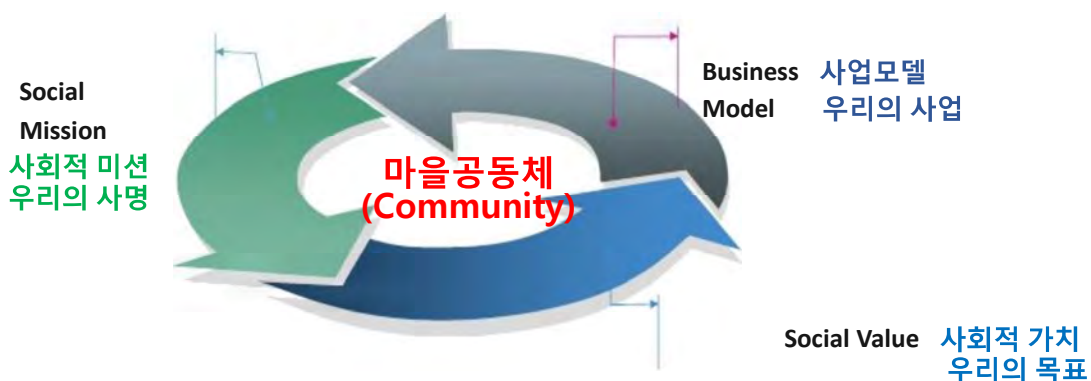 Social
Mission
사회적 미션
우리의 사명
마을공동체
(Community)
Business 사업모델
Model 우리의 사업
Social Value 사회적 가치
우리의 목표